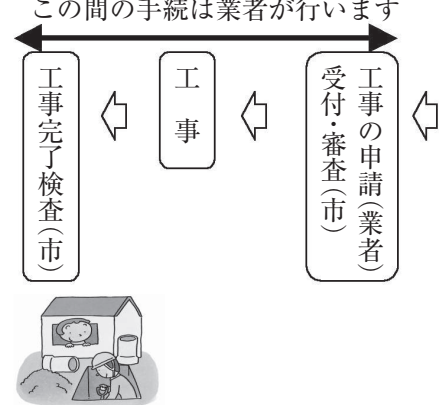 この間の手続は業者が行います
工事の申請(業者)
受付・審査(市)
工事
工事完了検査(市)